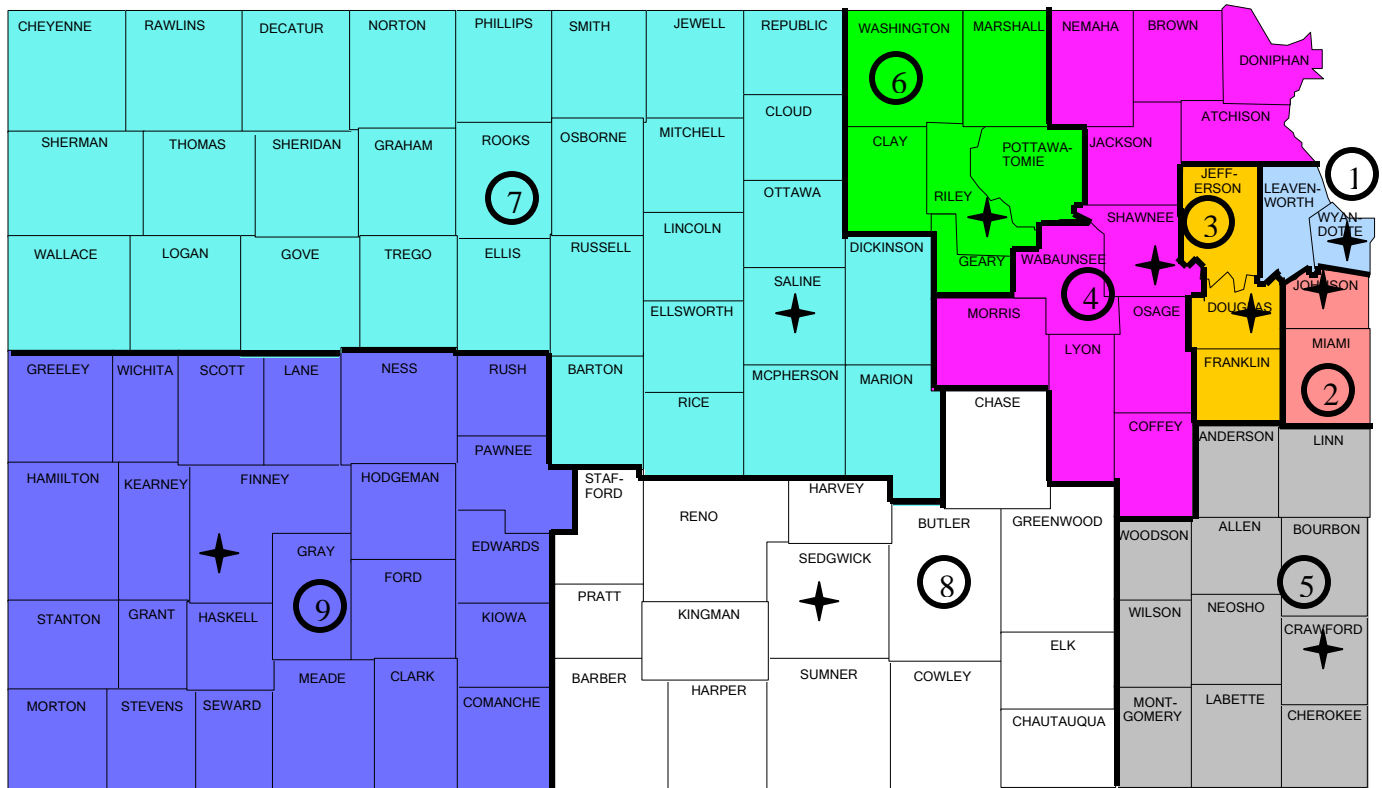 CHEYENNE
RAWLINS
DECATUR
NORTON
PHILLIPS
SMITH
JEWELL
REPUBLIC
WASHINGTON
MARSHALL
NEMAHA
BROWN
DONIPHAN
6
CLOUD
ATCHISON
SHERMAN
THOMAS
SHERIDAN
GRAHAM
ROOKS
OSBORNE
MITCHELL
CLAY
POTTAWA-
TOMIE
JACKSON
7
OTTAWA
RILEY
JEFF-
ERSON
LEAVEN-
WORTH
1
3
SHAWNEE
WYAN-
DOTTE
WALLACE
LOGAN
GOVE
TREGO
ELLIS
RUSSELL
LINCOLN
DICKINSON
GEARY
WABAUNSEE
SALINE
4
JOHNSON
ELLSWORTH
MORRIS
OSAGE
DOUGLAS
LYON
MIAMI
GREELEY
WICHITA
SCOTT
LANE
NESS
RUSH
BARTON
MCPHERSON
MARION
FRANKLIN
2
RICE
CHASE
COFFEY
ANDERSON
LINN
PAWNEE
HAMIILTON
KEARNEY
FINNEY
HODGEMAN
STAF-
FORD
HARVEY
RENO
BUTLER
GREENWOOD
WOODSON
ALLEN
BOURBON
GRAY
EDWARDS
SEDGWICK
FORD
9
8
5
PRATT
STANTON
GRANT
HASKELL
KIOWA
KINGMAN
WILSON
NEOSHO
CRAWFORD
ELK
MEADE
CLARK
BARBER
HARPER
SUMNER
COWLEY
MORTON
STEVENS
SEWARD
COMANCHE
CHAUTAUQUA
MONT-
GOMERY
LABETTE
CHEROKEE